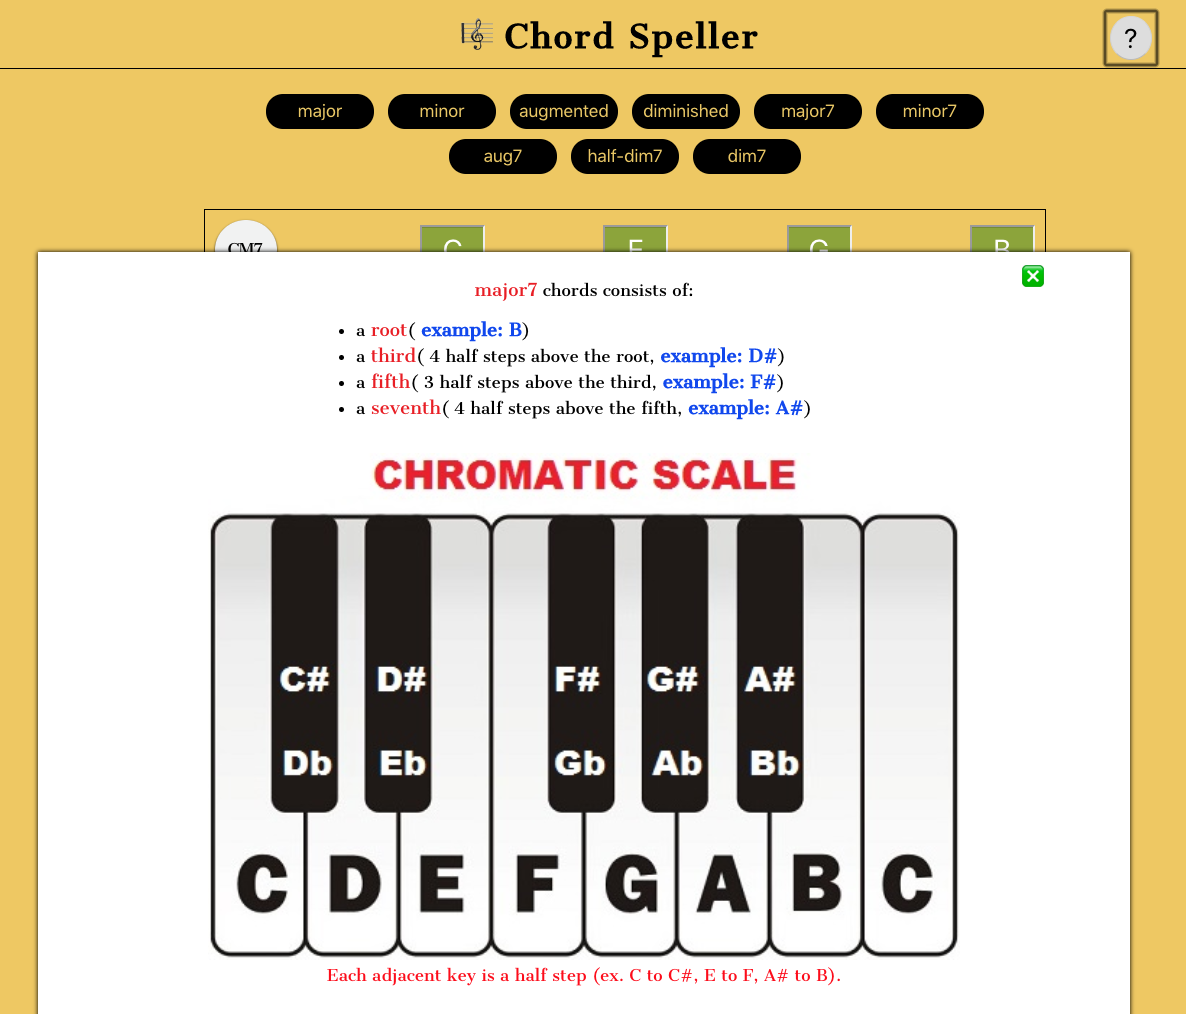 Chord Speller
?
major minor augmented diminished major7 minor7
aug7 half-dim7 dim7
CM7 C E G B
major7 chords consists of:
• a root( example: B)
• a third( 4 half steps above the root, example: D#)
• a fifth( 3 half steps above the third, example: F#)
• a seventh( 4 half steps above the fifth, example: A#)
CHROMATIC SCALE
C# D# F# G# A#
Db Eb Gb Ab Bb
C D E F G A B C
Each adjacent key is a half step (ex. C to C#, E to F, A# to B).